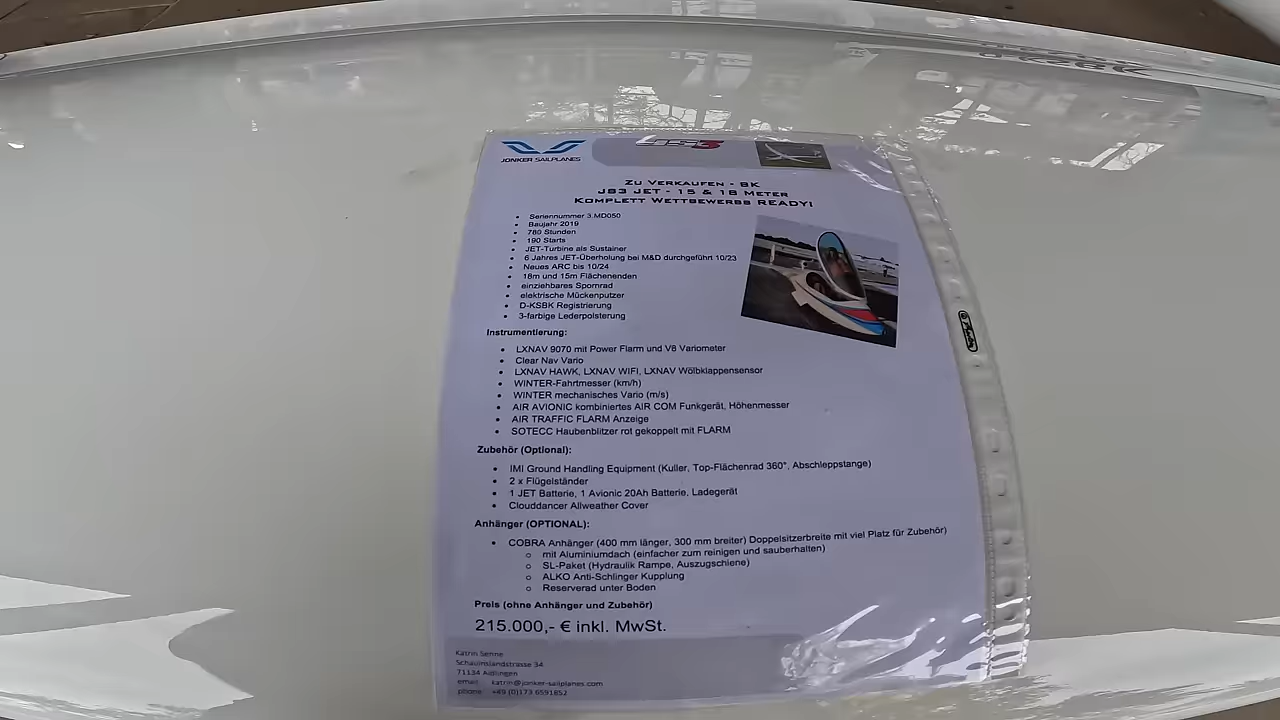 JONKER SAILPLANES
JS3
Zu Verkaufen - SK
JS3 JET - 15 & 18 Meter
Komplett Wettbewerbs READY!
• Seriennummer 3.MD050
• Baujahr 2019
• 780 Stunden
• 190 Starts
• JET-Turbine als Sustainer
• 6 Jahres JET-Überholung bei M&D durchgeführt 10/23
• Neues ARC bis 10/24
• 18m und 15m Flächenenden
• einziehbares Spornrad
• elektrische Mückenputzer
• D-KSBK Registrierung
• 3-farbige Lederpolsterung
Instrumentierung:
• LXNAV 9070 mit Power Flarm und V8 Variometer
• Clear Nav Vario
• LXNAV HAWK, LXNAV WIFI, LXNAV Wölbklappensensor
• WINTER-Fahrtmesser (km/h)
• WINTER mechanisches Vario (m/s)
• AIR AVIONIC kombiniertes AIR COM Funkgerät, Höhenmesser
• AIR TRAFFIC FLARM Anzeige
• SOTECC Haubenblitzer rot gekoppelt mit FLARM
Zubehör (Optional):
• IMI Ground Handling Equipment (Kuller, Top-Flächenrad 360°, Abschleppstange)
• 2 x Flügelständer
• 1 JET Batterie, 1 Avionic 20Ah Batterie, Ladegerät
• Clouddancer Allweather Cover
Anhänger (OPTIONAL):
• COBRA Anhänger (400 mm länger, 300 mm breiter) Doppelsitzerbreite mit viel Platz für Zubehör)
o mit Aluminiumdach (einfacher zum reinigen und sauberhalten)
o SL-Paket (Hydraulik Rampe, Auszugschiene)
o ALKO Anti-Schlinger Kupplung
o Reserverad unter Boden
Preis (ohne Anhänger und Zubehör)
215.000,- € inkl. MwSt.
Katrin Senne
Schauinslandstrasse 34
71134 Aidlingen
email: katrin@jonker-sailplanes.com
phone: +49 (0)173 6591852